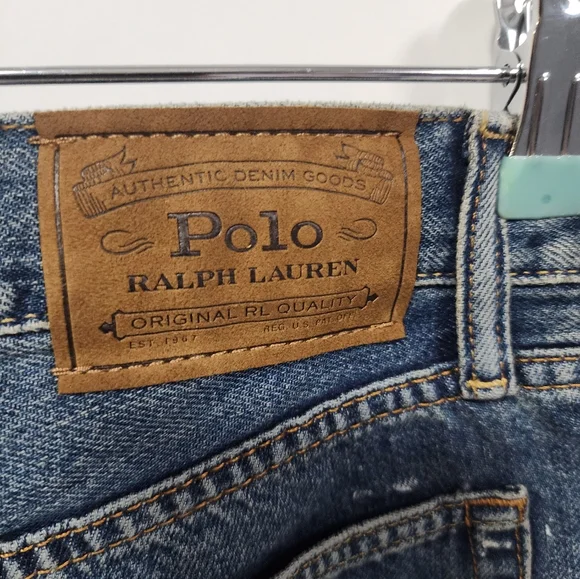 AUTHENTIC DENIM GOODS
Polo
RALPH LAUREN
ORIGINAL RL QUALITY
EST. 1967 REG. U.S. PAT. OFF.